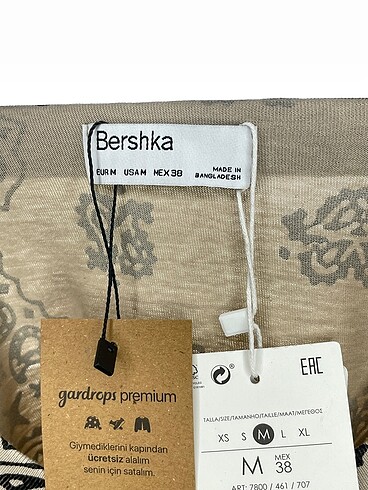 Bershka
EUR M USA M MEX 38
MADE IN
BANGLADESH
gardrops premium
Giymediklerini kapından
ücretsiz alalım
senin için satalım.
EAC
TALLA/SIZE/TAMANHO/TAILLE/MAAT/МЕГЕӨОΣ
XS S M L XL
M MEX 38
ART: 7800 / 461 / 707